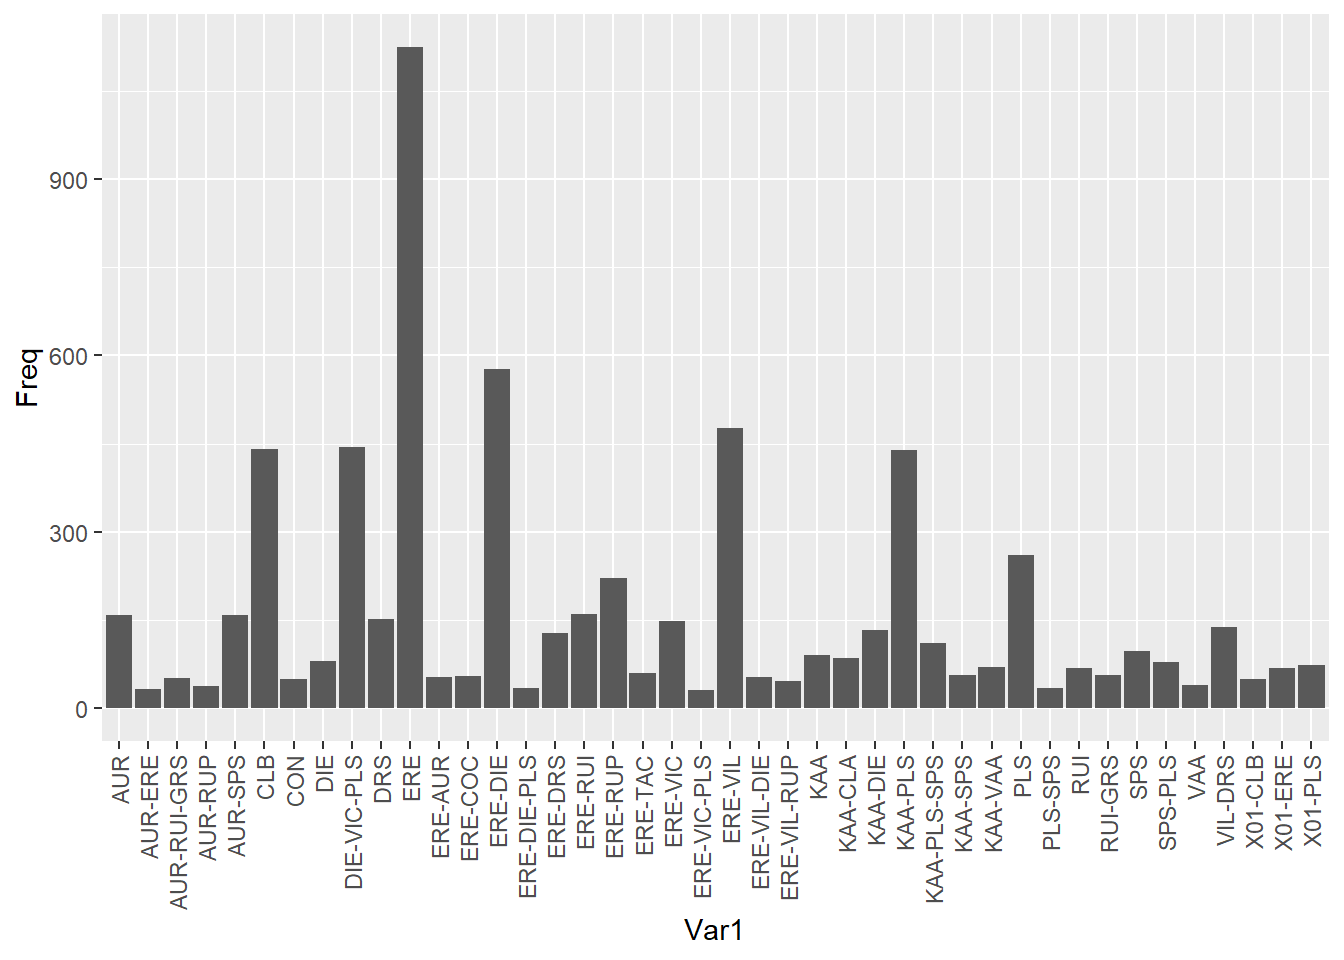 900
600
300
0
Freq
AUR
AUR-ERE
AUR-RUI-GRS
AUR-RUP
AUR-SPS
CLB
CON
DIE
DIE-VIC-PLS
DRS
ERE
ERE-AUR
ERE-COC
ERE-DIE
ERE-DIE-PLS
ERE-DRS
ERE-RUI
ERE-RUP
ERE-TAC
ERE-VIC
ERE-VIC-PLS
ERE-VIL
ERE-VIL-DIE
ERE-VIL-RUP
KAA
KAA-CLA
KAA-DIE
KAA-PLS
KAA-PLS-SPS
KAA-SPS
KAA-VAA
PLS
PLS-SPS
RUI
RUI-GRS
SPS
SPS-PLS
VAA
VIL-DRS
X01-CLB
X01-ERE
X01-PLS
Var1